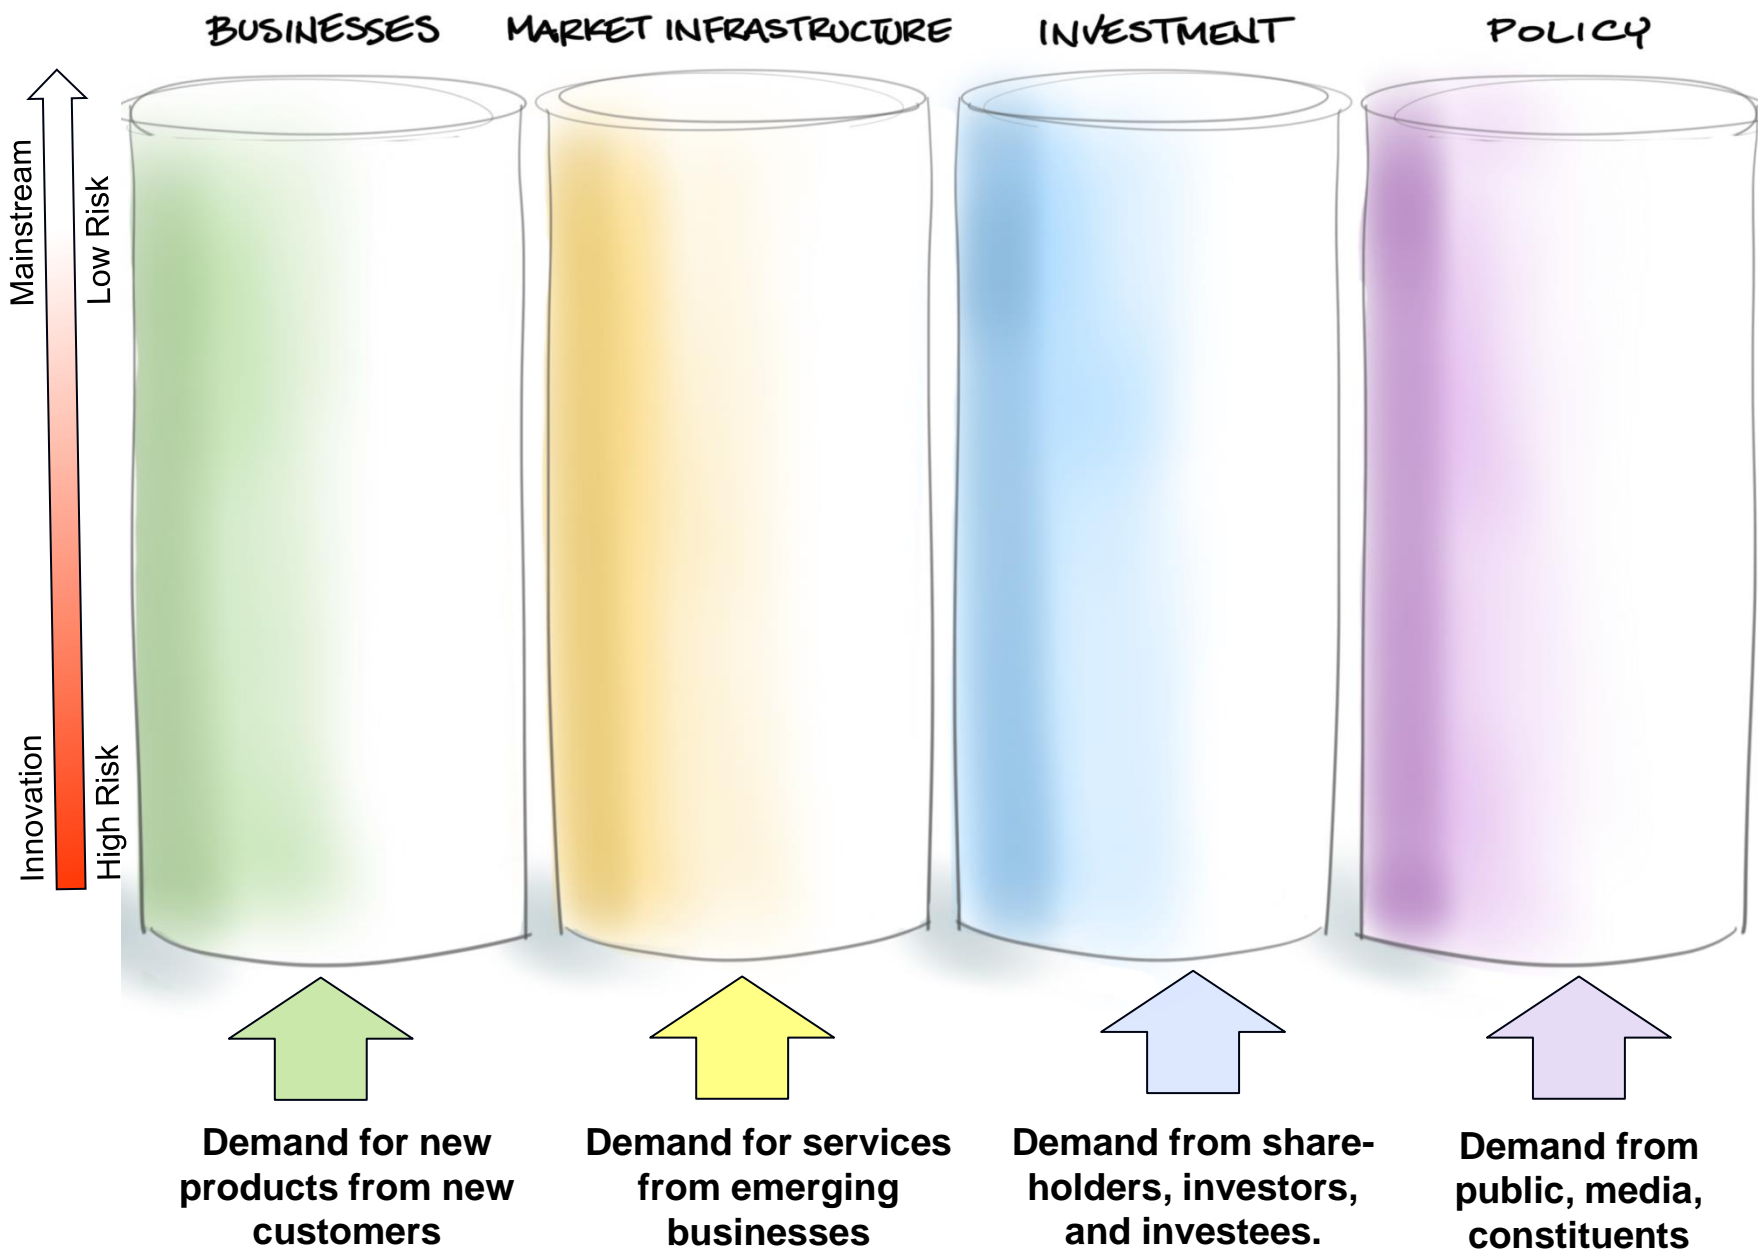 BUSINESSES
MARKET INFRASTRUCTURE
INVESTMENT
POLICY
Mainstream
Low Risk
Innovation
High Risk
Demand for new
products from new
customers
Demand for services
from emerging
businesses
Demand from share-
holders, investors,
and investees.
Demand from
public, media,
constituents